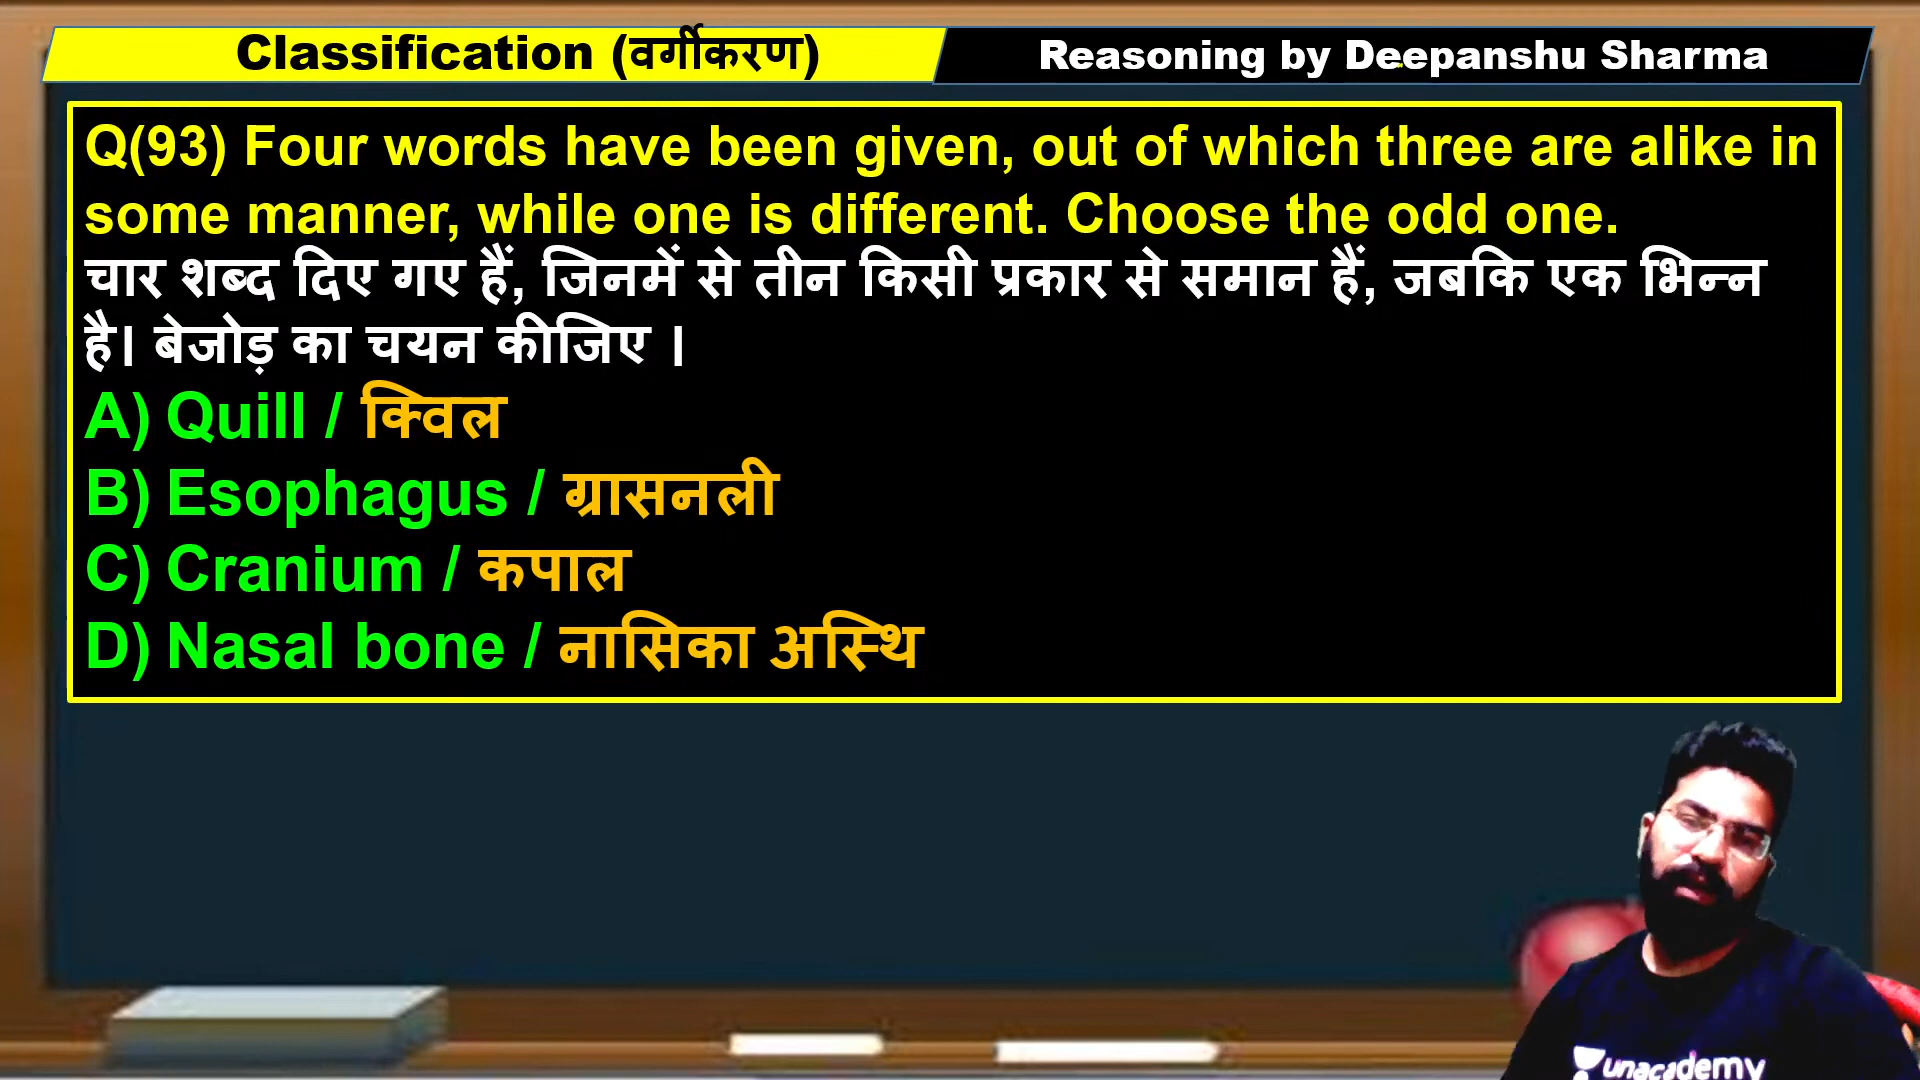 Classification (वर्गीकरण)
Reasoning by Deepanshu Sharma
Q(93) Four words have been given, out of which three are alike in
some manner, while one is different. Choose the odd one.
चार शब्द दिए गए हैं, जिनमें से तीन किसी प्रकार से समान हैं, जबकि एक भिन्न
है। बेजोड़ का चयन कीजिए ।
A) Quill / क्विल
B) Esophagus / ग्रासनली
C) Cranium / कपाल
D) Nasal bone / नासिका अस्थि
unacademy